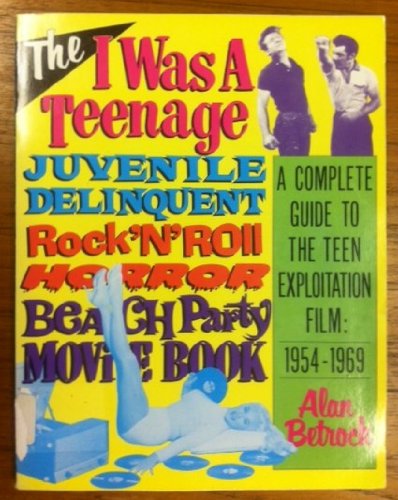 The
I Was A
Teenage
JUVENILE
DELINQUENT
Rock 'N' Roll
HORROR
BEACH Party
MOVIE BOOK
A COMPLETE
GUIDE TO
THE TEEN
EXPLOITATION
FILM:
1954-1969
Alan
Betrock